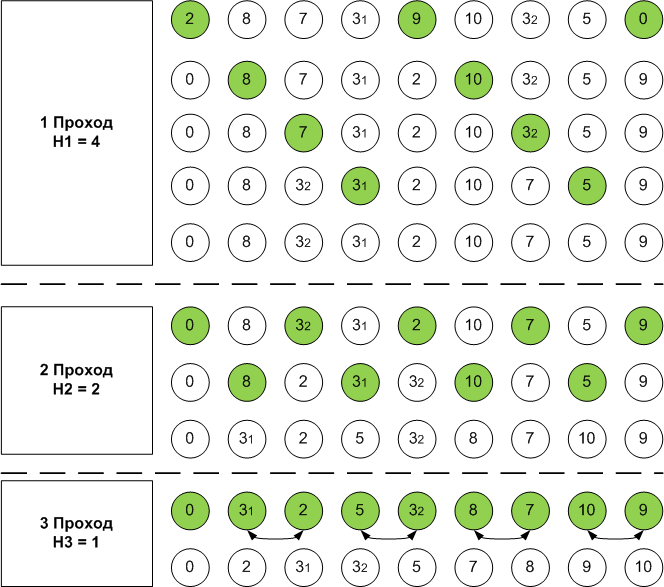 2 8 7 31 9 10 32 5 0
0 8 7 31 2 10 32 5 9
1 Проход
H1 = 4
0 8 7 31 2 10 32 5 9
0 8 32 31 2 10 7 5 9
0 8 32 31 2 10 7 5 9
0 8 32 31 2 10 7 5 9
2 Проход
H2 = 2
0 8 2 31 32 10 7 5 9
0 31 2 5 32 8 7 10 9
3 Проход
H3 = 1
0 31 2 5 32 8 7 10 9
0 2 31 32 5 7 8 9 10